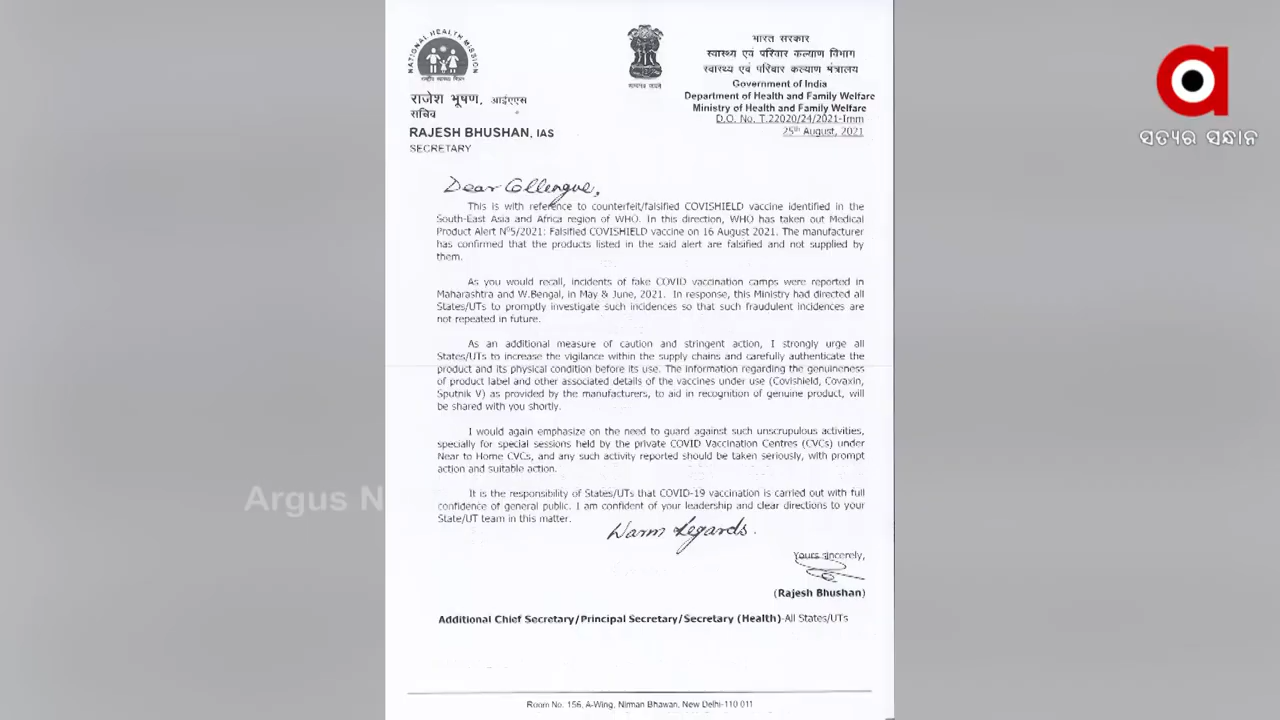 NATIONAL HEALTH MISSION
राष्ट्रीय स्वास्थ्य मिशन
राजेश भूषण, आईएएस
सचिव
RAJESH BHUSHAN, IAS
SECRETARY
सत्यमेव जयते
भारत सरकार
स्वास्थ्य एवं परिवार कल्याण विभाग
स्वास्थ्य एवं परिवार कल्याण मंत्रालय
Government of India
Department of Health and Family Welfare
Ministry of Health and Family Welfare
D.O. No. T.22020/24/2021-Imm
25th August, 2021
ସତ୍ୟର ସନ୍ଧାନ
Dear Colleague,
This is with reference to counterfeit/falsified COVISHIELD vaccine identified in the
South-East Asia and Africa region of WHO. In this direction, WHO has taken out Medical
Product Alert N°5/2021: Falsified COVISHIELD vaccine on 16 August 2021. The manufacturer
has confirmed that the products listed in the said alert are falsified and not supplied by
them.
As you would recall, incidents of fake COVID vaccination camps were reported in
Maharashtra and W.Bengal, in May & June, 2021. In response, this Ministry had directed all
States/UTs to promptly investigate such incidences so that such fraudulent incidences are
not repeated in future.
As an additional measure of caution and stringent action, I strongly urge all
States/UTs to increase the vigilance within the supply chains and carefully authenticate the
product and its physical condition before its use. The information regarding the genuineness
of product label and other associated details of the vaccines under use (Covishield, Covaxin,
Sputnik V) as provided by the manufacturers, to aid in recognition of genuine product, will
be shared with you shortly.
I would again emphasize on the need to guard against such unscrupulous activities,
specially for special sessions held by the private COVID Vaccination Centres (CVCs) under
Near to Home CVCs, and any such activity reported should be taken seriously, with prompt
action and suitable action.
It is the responsibility of States/UTs that COVID-19 vaccination is carried out with full
confidence of general public. I am confident of your leadership and clear directions to your
State/UT team in this matter.
Warm regards.
Yours sincerely,
(Rajesh Bhushan)
Additional Chief Secretary/Principal Secretary/Secretary (Health)-All States/UTs
Room No. 156, A-Wing, Nirman Bhawan, New Delhi-110 011
Argus N